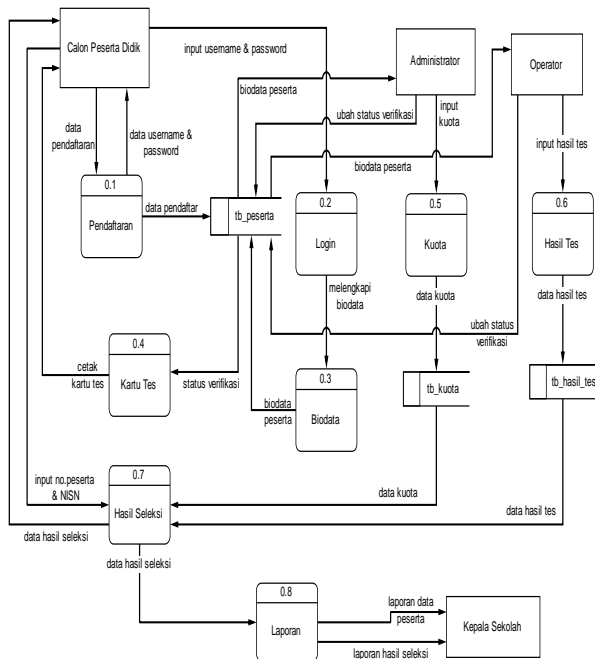 Calon Peserta Didik
input username & password
Administrator
Operator
biodata peserta
ubah status verifikasi
input
kuota
data
pendaftaran
data username &
password
input hasil tes
biodata peserta
0.1
Pendaftaran
data pendaftar
tb_peserta
0.2
Login
0.5
Kuota
0.6
Hasil Tes
melengkapi
biodata
data kuota
data hasil tes
ubah status
verifikasi
0.4
Kartu Tes
cetak
kartu tes
status verifikasi
0.3
Biodata
biodata
peserta
tb_kuota
tb_hasil_tes
input no.peserta
& NISN
0.7
Hasil Seleksi
data kuota
data hasil tes
data hasil seleksi
data hasil seleksi
0.8
Laporan
laporan data
peserta
Kepala Sekolah
laporan hasil seleksi